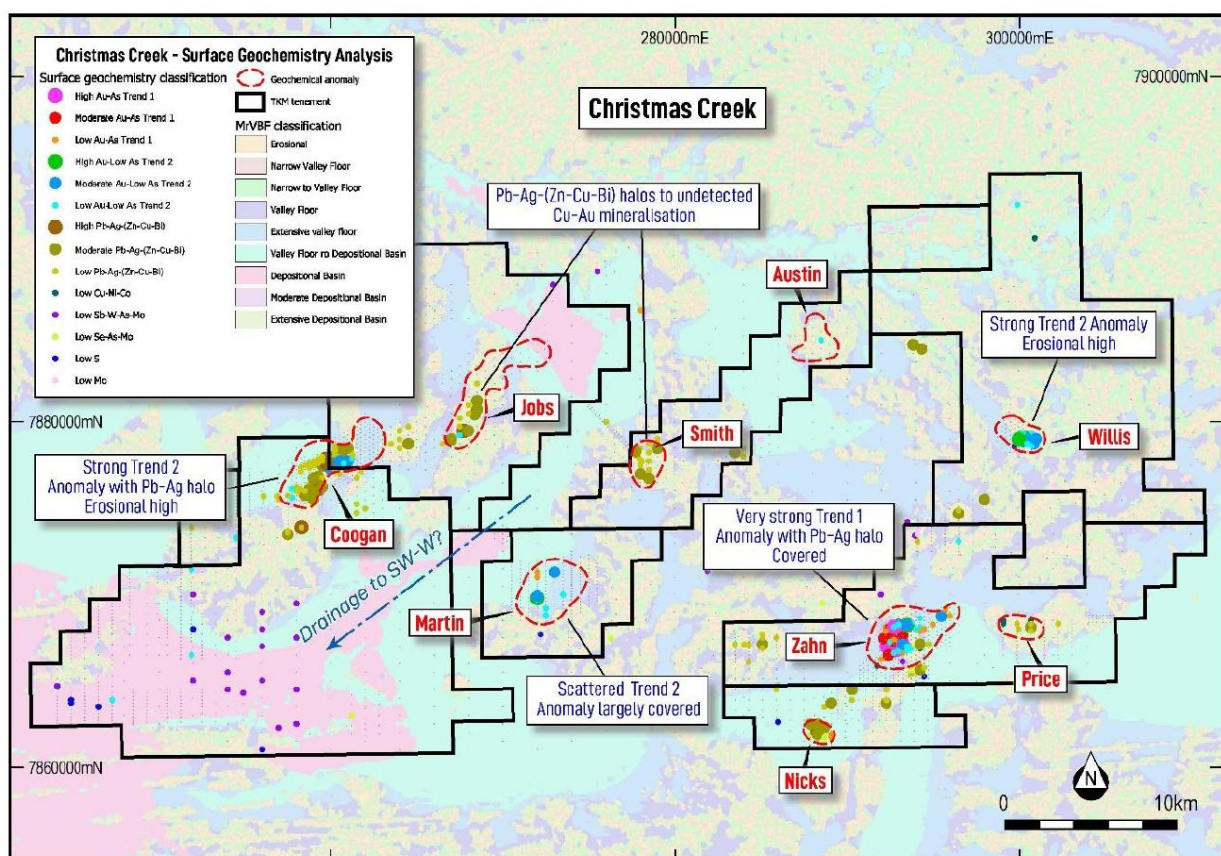 280000mE
300000mE
7900000mN
Christmas Creek - Surface Geochemistry Analysis
Surface geochemistry classification
High Au-As Trend 1
Moderate Au-As Trend 1
Low Au-As Trend 1
High Au-Low As Trend 2
Moderate Au-Low As Trend 2
Low Au-Low As Trend 2
High Pb-Ag-(Zn-Cu-Bi)
Moderate Pb-Ag-(Zn-Cu-Bi)
Low Pb-Ag-(Zn-Cu-Bi)
Low Cu-Ni-Co
Low Sb-W-As-Mo
Low Se-As-Mo
Low S
Low Mo
Geochemical anomaly
TKM tenement
MrVBF classification
Erosional
Narrow Valley Floor
Narrow to Valley Floor
Valley Floor
Extensive valley floor
Valley Floor ro Depositional Basin
Depositional Basin
Moderate Depositional Basin
Extensive Depositional Basin
Christmas Creek
Pb-Ag-(Zn-Cu-Bi) halos to undetected
Cu-Au mineralisation
Austin
Strong Trend 2 Anomaly
Erosional high
7880000mN
Jobs
Smith
Willis
Strong Trend 2
Anomaly with Pb-Ag halo
Erosional high
Coogan
Very strong Trend 1
Anomaly with Pb-Ag halo
Covered
Drainage to SW-W?
Martin
Zahn
Price
Scattered Trend 2
Anomaly largely covered
Nicks
7860000mN
N
0
10km